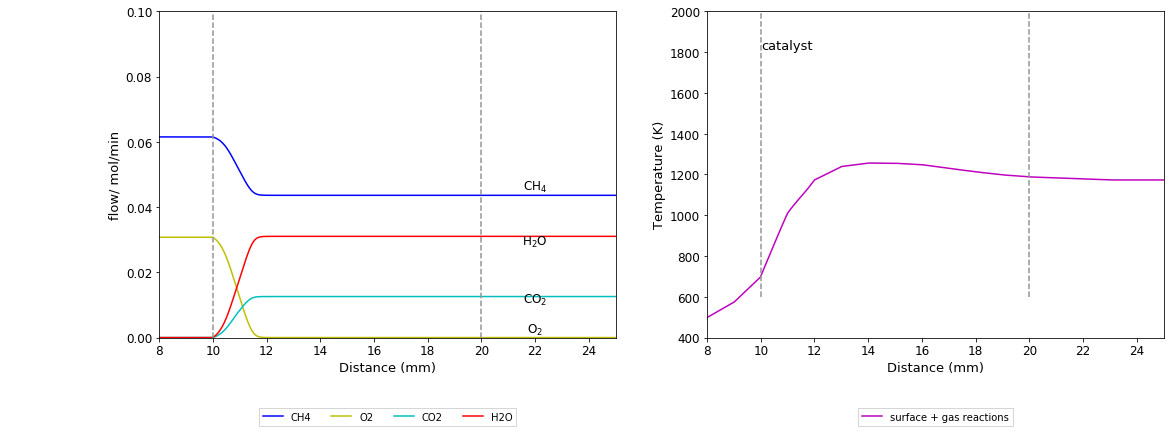 0.10
0.08
0.06
0.04
0.02
0.00
flow/ mol/min
CH4
H2O
CO2
O2
8 10 12 14 16 18 20 22 24
Distance (mm)
CH4 O2 CO2 H2O
2000
1800
1600
1400
1200
1000
800
600
400
Temperature (K)
catalyst
8 10 12 14 16 18 20 22 24
Distance (mm)
surface + gas reactions